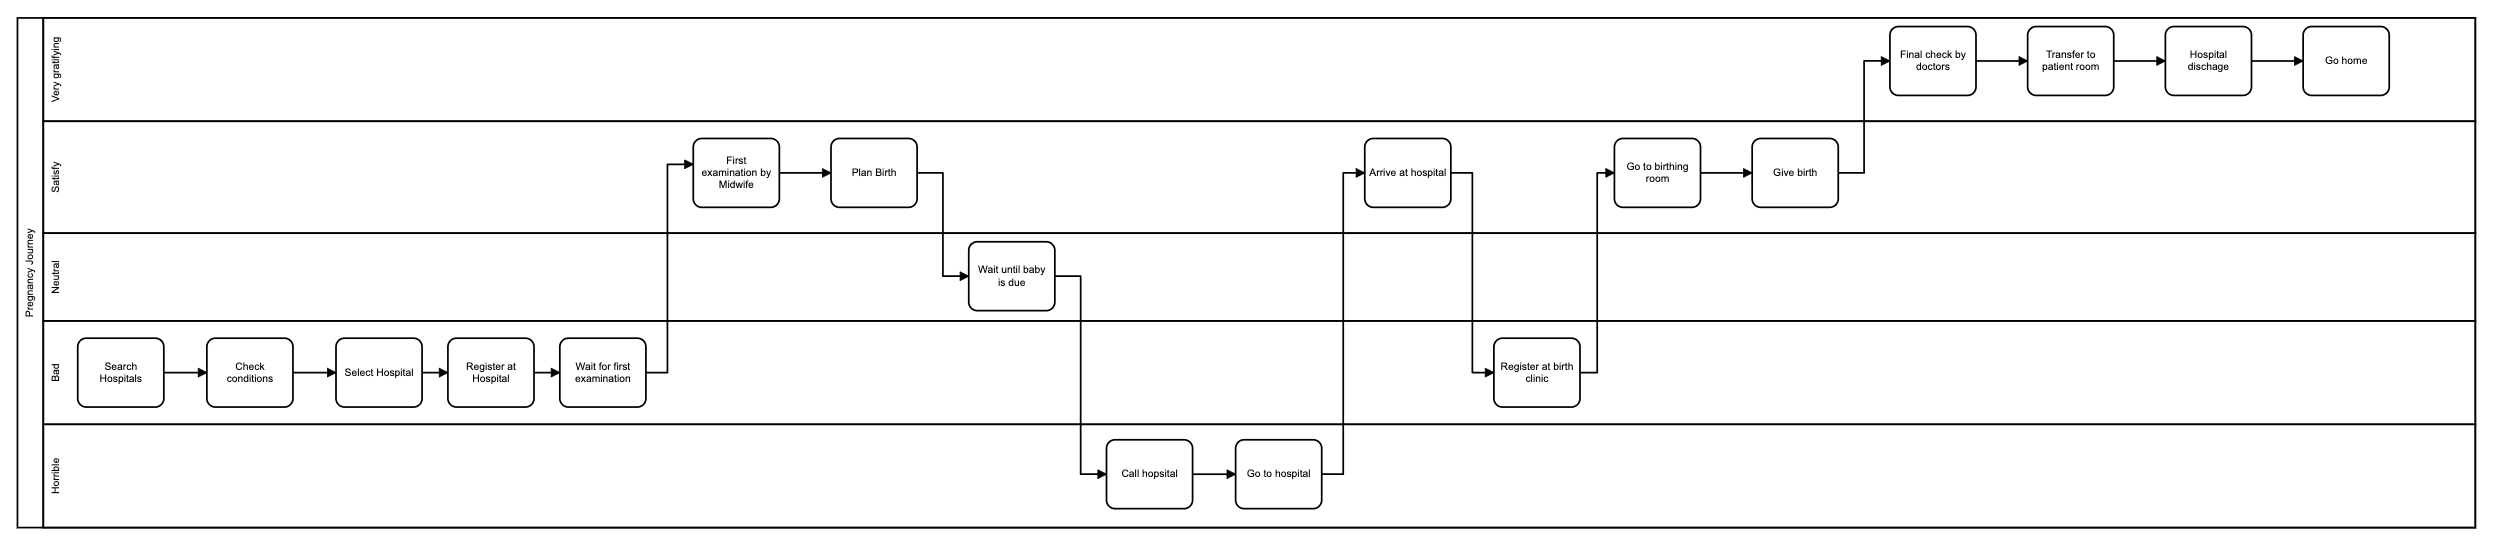 Pregnancy Journey
Very gratifying
Final check by
doctors
Transfer to
patient room
Hospital
dischage
Go home
Satisfy
First
examination by
Midwife
Plan Birth
Arrive at hospital
Go to birthing
room
Give birth
Neutral
Wait until baby
is due
Bad
Search
Hospitals
Check
conditions
Select Hospital
Register at
Hospital
Wait for first
examination
Register at birth
clinic
Horrible
Call hopsital
Go to hospital